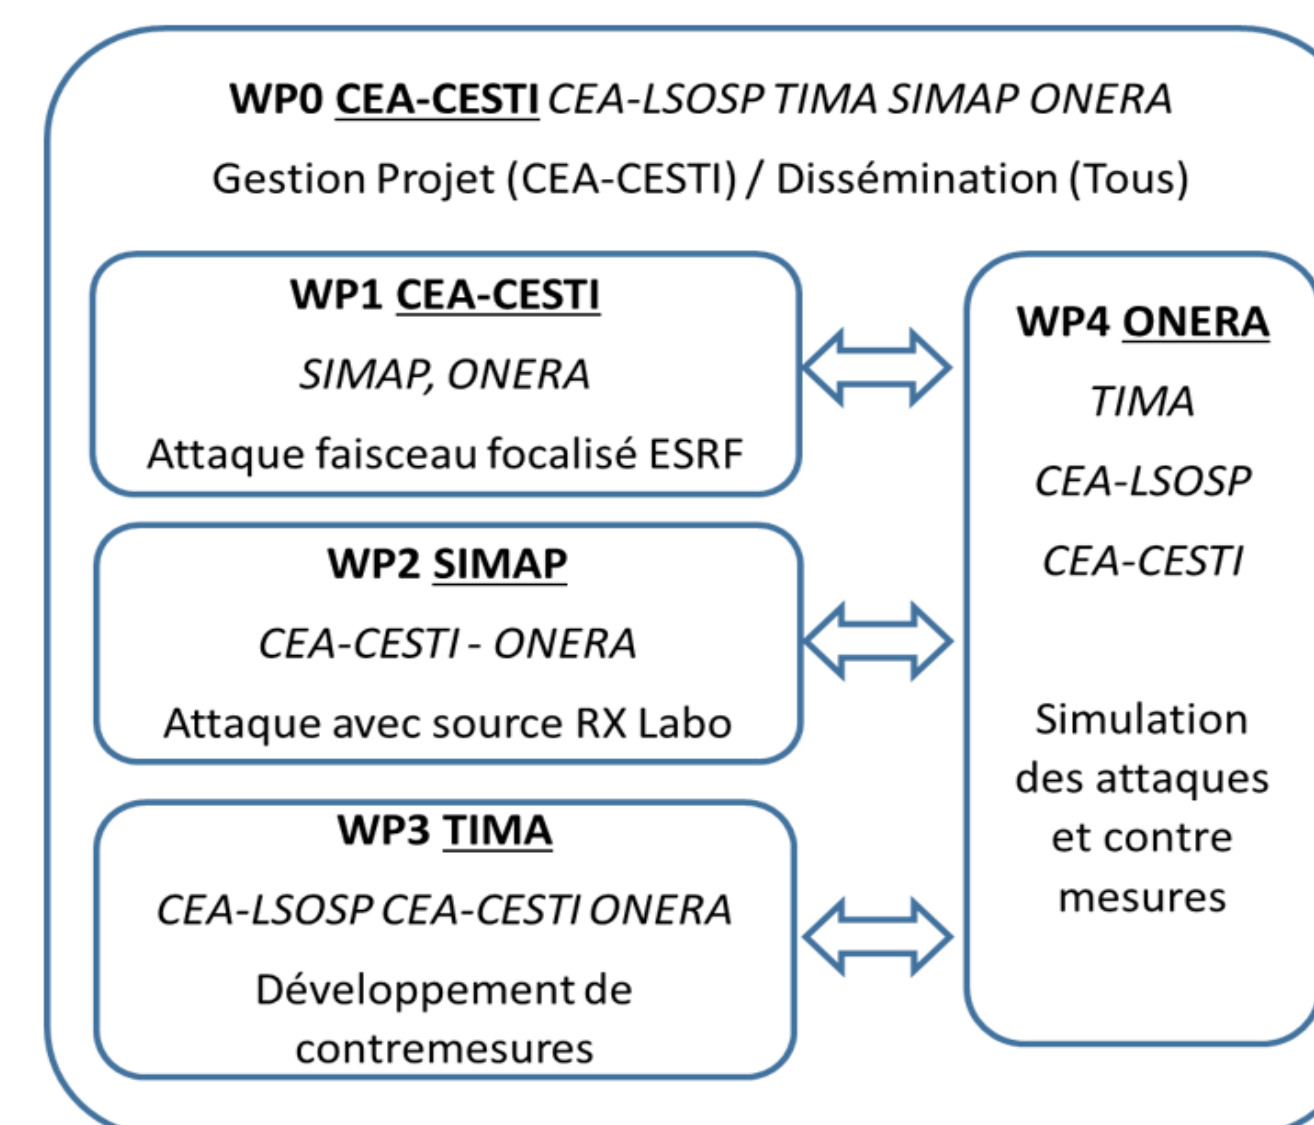 WP0 CEA-CESTI CEA-LSOSP TIMA SIMAP ONERA
Gestion Projet (CEA-CESTI) / Dissémination (Tous)
WP1 CEA-CESTI
SIMAP, ONERA
Attaque faisceau focalisé ESRF
WP2 SIMAP
CEA-CESTI - ONERA
Attaque avec source RX Labo
WP3 TIMA
CEA-LSOSP CEA-CESTI ONERA
Développement de
contremesures
WP4 ONERA
TIMA
CEA-LSOSP
CEA-CESTI
Simulation
des attaques
et contre
mesures